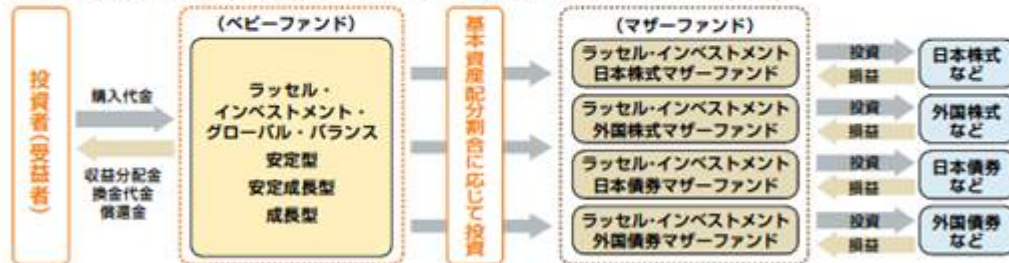 (ベビーファンド)
(マザーファンド)
投資者(受益者)
購入代金
収益分配金
換金代金
償還金
ラッセル・
インベストメント・
グローバル・バランス
安定型
安定成長型
成長型
基本資産配分割合に応じて投資
ラッセル・インベストメント
日本株式マザーファンド
投資
損益
日本株式
など
ラッセル・インベストメント
外国株式マザーファンド
投資
損益
外国株式
など
ラッセル・インベストメント
日本債券マザーファンド
投資
損益
日本債券
など
ラッセル・インベストメント
外国債券マザーファンド
投資
損益
外国債券
など